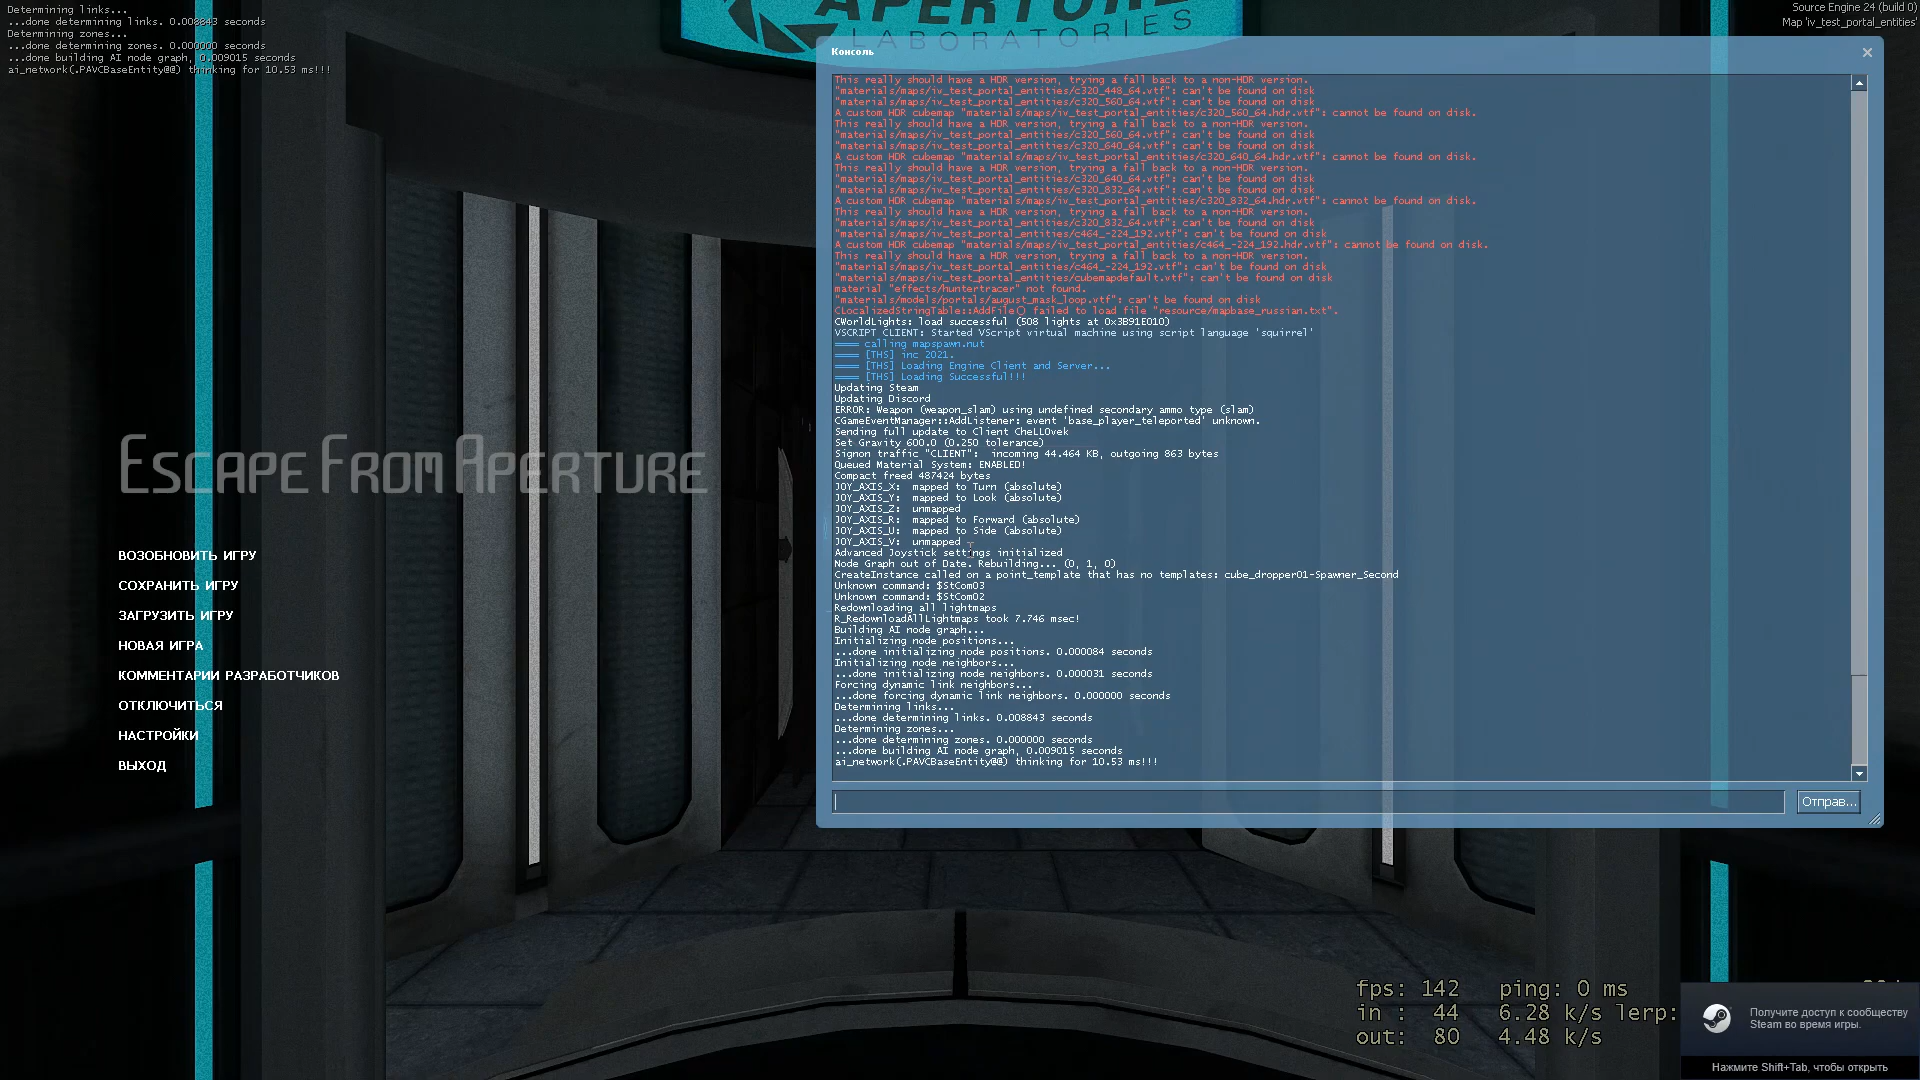 Determining links...
...done determining links. 0.008843 seconds
Determining zones...
...done determining zones. 0.000000 seconds
...done building AI node graph, 0.009015 seconds
ai_network(.PAVCBaseEntity@@) thinking for 10.53 ms!!!
Source Engine 24 (build 0)
Map 'iv_test_portal_entities'
APERTURE
LABORATORIES
Консоль
This really should have a HDR version, trying a fall back to a non-HDR version.
"materials/maps/iv_test_portal_entities/c320_448_64.vtf": can't be found on disk
"materials/maps/iv_test_portal_entities/c320_560_64.vtf": can't be found on disk
A custom HDR cubemap "materials/maps/iv_test_portal_entities/c320_560_64.hdr.vtf": cannot be found on disk.
This really should have a HDR version, trying a fall back to a non-HDR version.
"materials/maps/iv_test_portal_entities/c320_560_64.vtf": can't be found on disk
"materials/maps/iv_test_portal_entities/c320_640_64.vtf": can't be found on disk
A custom HDR cubemap "materials/maps/iv_test_portal_entities/c320_640_64.hdr.vtf": cannot be found on disk.
This really should have a HDR version, trying a fall back to a non-HDR version.
"materials/maps/iv_test_portal_entities/c320_640_64.vtf": can't be found on disk
"materials/maps/iv_test_portal_entities/c320_832_64.vtf": can't be found on disk
A custom HDR cubemap "materials/maps/iv_test_portal_entities/c320_832_64.hdr.vtf": cannot be found on disk.
This really should have a HDR version, trying a fall back to a non-HDR version.
"materials/maps/iv_test_portal_entities/c320_832_64.vtf": can't be found on disk
"materials/maps/iv_test_portal_entities/c464_-224_192.vtf": can't be found on disk
A custom HDR cubemap "materials/maps/iv_test_portal_entities/c464_-224_192.hdr.vtf": cannot be found on disk.
This really should have a HDR version, trying a fall back to a non-HDR version.
"materials/maps/iv_test_portal_entities/c464_-224_192.vtf": can't be found on disk
"materials/maps/iv_test_portal_entities/cubemapdefault.vtf": can't be found on disk
material "effects/huntertracer" not found.
"materials/models/portals/august_mask_loop.vtf": can't be found on disk
CLocalizedStringTable::AddFile() failed to load file "resource/mapbase_russian.txt".
CWorldLights: load successful (508 lights at 0x3B91E010)
VSCRIPT CLIENT: Started VScript virtual machine using script language 'squirrel'
==== calling mapspawn.nut
==== [THS] inc 2021.
==== [THS] Loading Engine Client and Server...
==== [THS] Loading Successful!!!
Updating Steam
Updating Discord
ERROR: Weapon (weapon_slam) using undefined secondary ammo type (slam)
CGameEventManager::AddListener: event 'base_player_teleported' unknown.
Sending full update to Client CheLL0vek
Set Gravity 600.0 (0.250 tolerance)
Signon traffic "CLIENT":  incoming 44.464 KB, outgoing 863 bytes
Queued Material System: ENABLED!
Compact freed 487424 bytes
JOY_AXIS_X:  mapped to Turn (absolute)
JOY_AXIS_Y:  mapped to Look (absolute)
JOY_AXIS_Z:  unmapped
JOY_AXIS_R:  mapped to Forward (absolute)
JOY_AXIS_U:  mapped to Side (absolute)
JOY_AXIS_V:  unmapped
Advanced Joystick settings initialized
Node Graph out of Date. Rebuilding... (0, 1, 0)
CreateInstance called on a point_template that has no templates: cube_dropper01-Spawner_Second
Unknown command: $StCom03
Unknown command: $StCom02
Redownloading all lightmaps
R_RedownloadAllLightmaps took 7.746 msec!
Building AI node graph...
Initializing node positions...
...done initializing node positions. 0.000084 seconds
Initializing node neighbors...
...done initializing node neighbors. 0.000031 seconds
Forcing dynamic link neighbors...
...done forcing dynamic link neighbors. 0.000000 seconds
Determining links...
...done determining links. 0.008843 seconds
Determining zones...
...done determining zones. 0.000000 seconds
...done building AI node graph, 0.009015 seconds
ai_network(.PAVCBaseEntity@@) thinking for 10.53 ms!!!
Отправ...
Escape From Aperture
ВОЗОБНОВИТЬ ИГРУ
СОХРАНИТЬ ИГРУ
ЗАГРУЗИТЬ ИГРУ
НОВАЯ ИГРА
КОММЕНТАРИИ РАЗРАБОТЧИКОВ
ОТКЛЮЧИТЬСЯ
НАСТРОЙКИ
ВЫХОД
fps: 142 ping: 0 ms
in : 44 6.28 k/s lerp:
out: 80 4.48 k/s
Получите доступ к сообществу
Steam во время игры.
Нажмите Shift+Tab, чтобы открыть